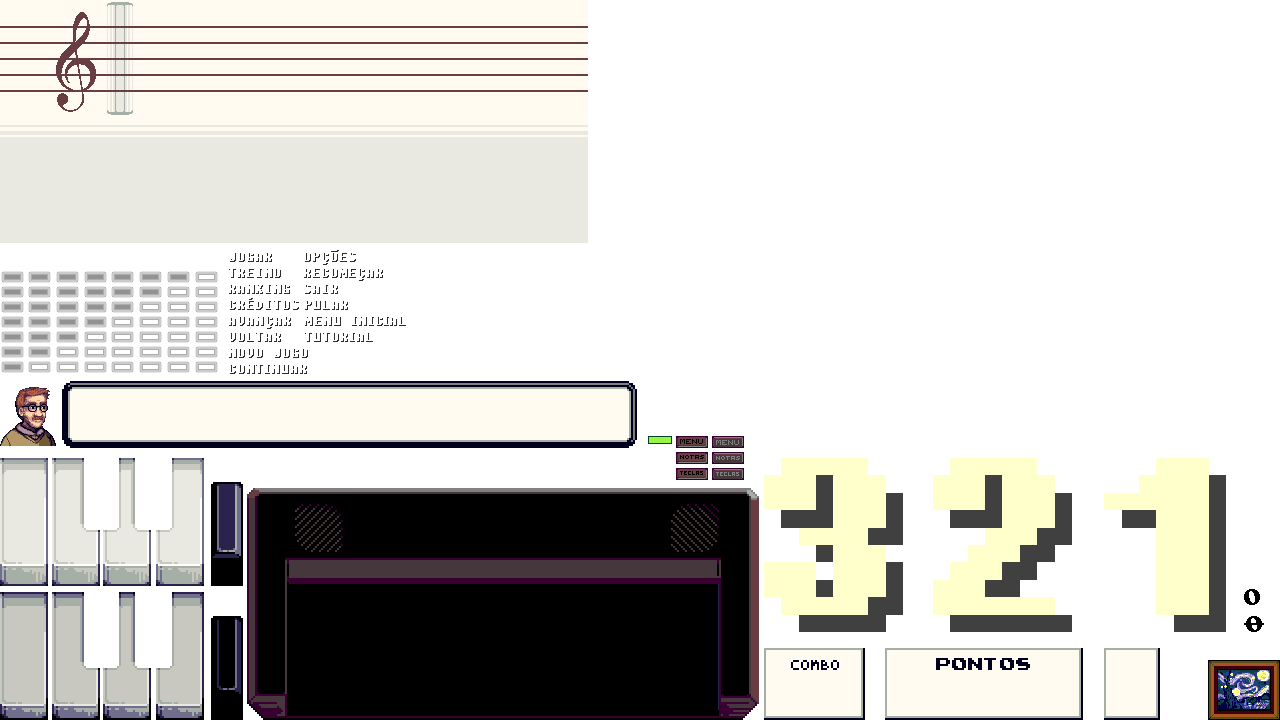 JOGAR OPÇÕES
TREINO RECOMEÇAR
RANKING SAIR
CRÉDITOS PULAR
AVANÇAR MENU INICIAL
VOLTAR TUTORIAL
NOVO JOGO
CONTINUAR
MENU MENU
NOTAS NOTAS
TECLAS TECLAS
3 2 1
COMBO PONTOS